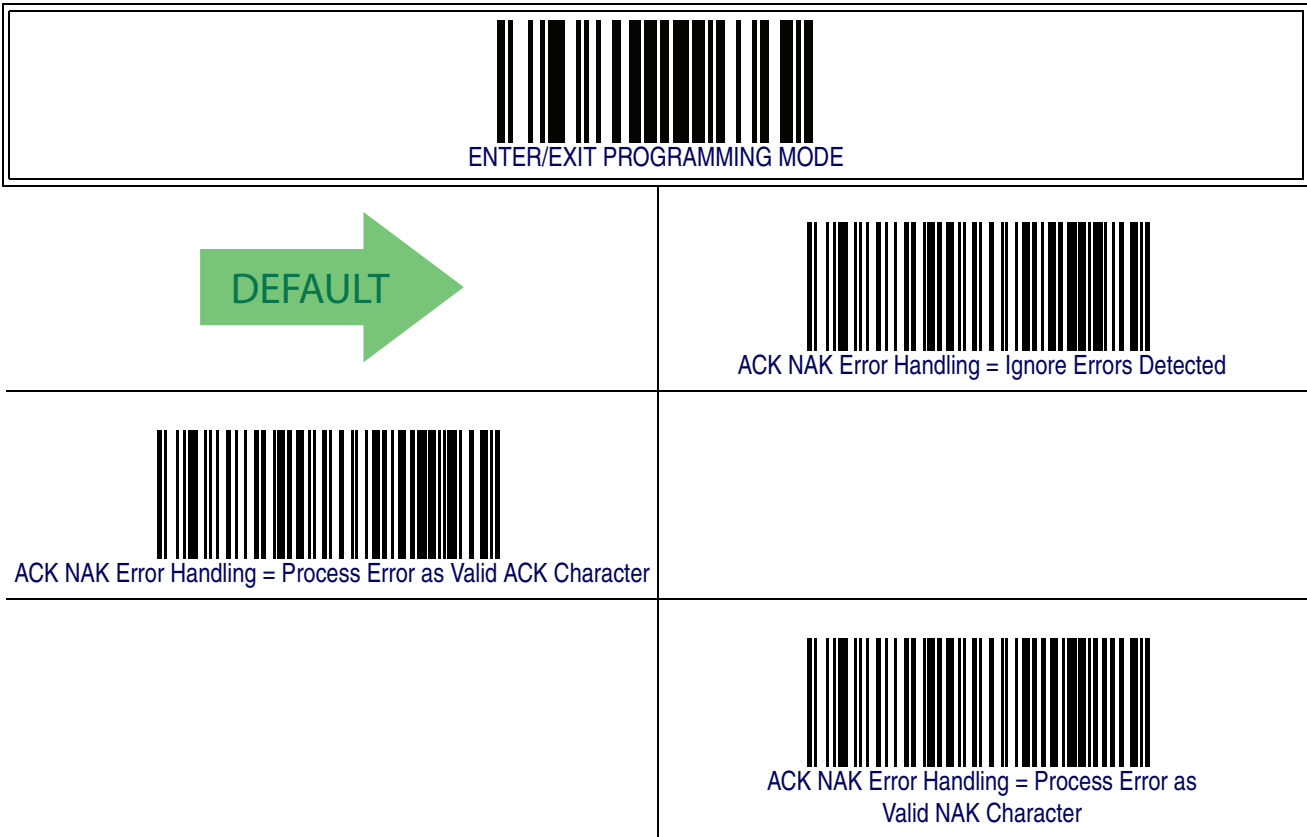 ENTER/EXIT PROGRAMMING MODE
DEFAULT
ACK NAK Error Handling = Ignore Errors Detected
ACK NAK Error Handling = Process Error as Valid ACK Character
ACK NAK Error Handling = Process Error as
Valid NAK Character